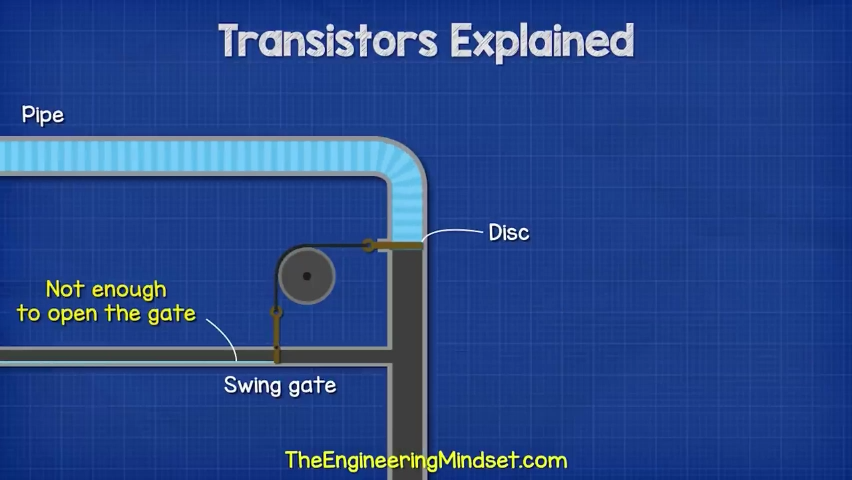 Transistors Explained
Pipe
Disc
Not enough
to open the gate
Swing gate
TheEngineeringMindset.com